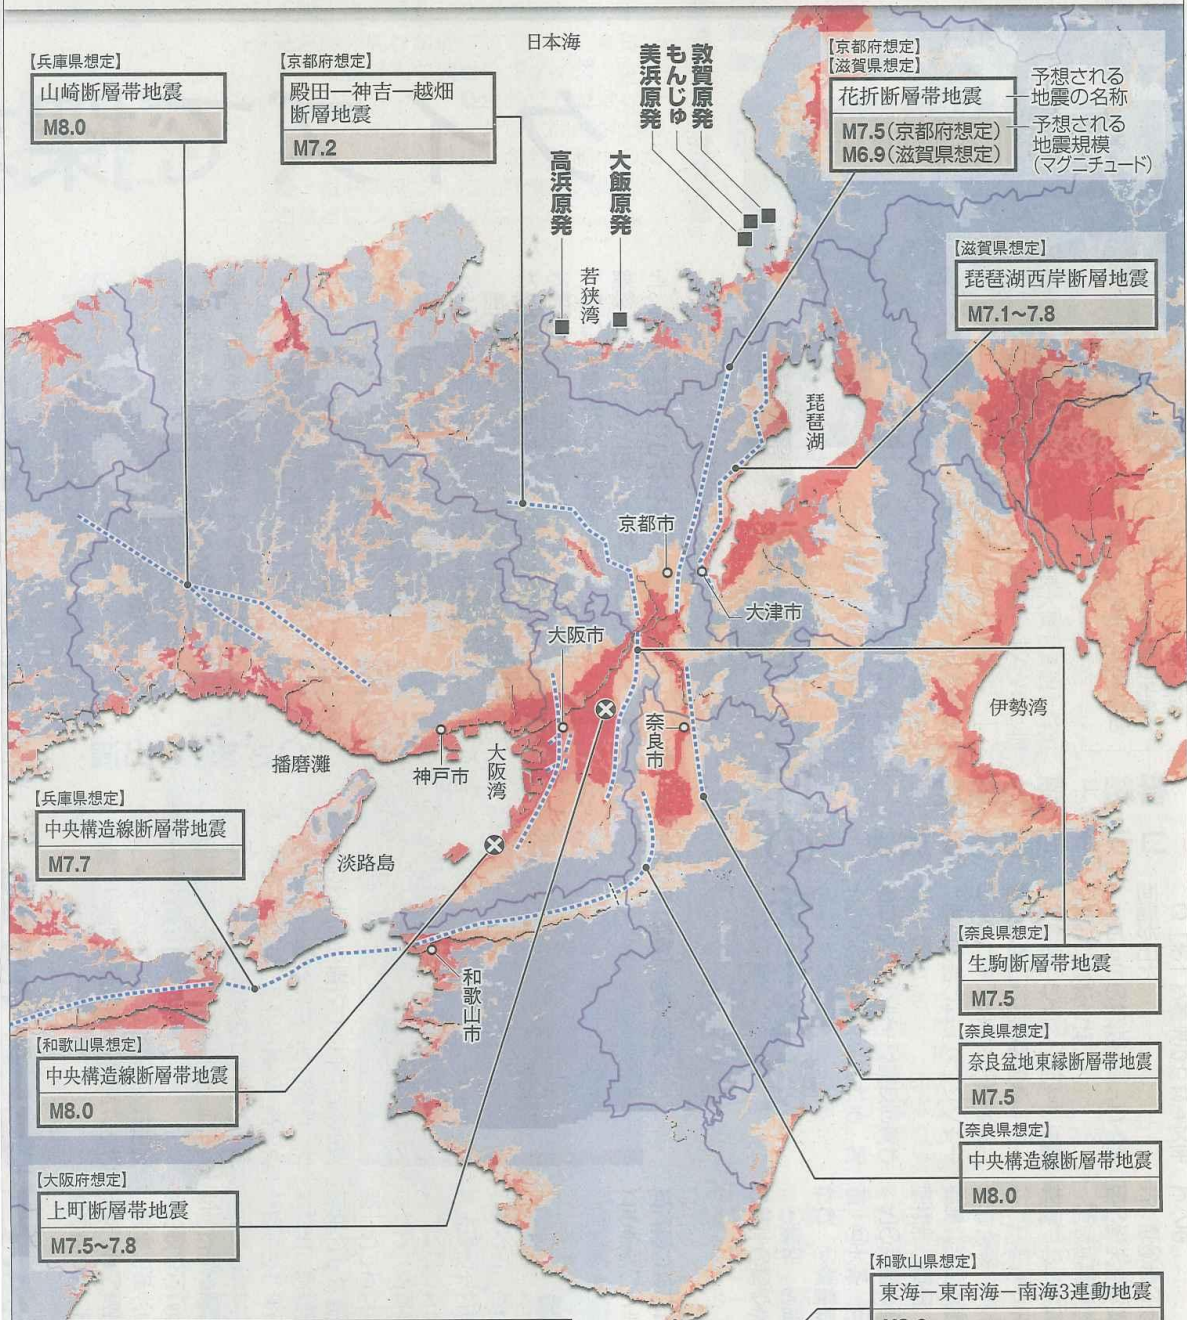 日本海
【兵庫県想定】
山崎断層帯地震
M8.0
【京都府想定】
殿田―神吉―越畑
断層地震
M7.2
美浜原発
もんじゅ
敦賀原発
【京都府想定】
【滋賀県想定】
花折断層帯地震
M7.5(京都府想定)
M6.9(滋賀県想定)
予想される
地震の名称
予想される
地震規模
(マグニチュード)
高浜原発
大飯原発
若狭湾
【滋賀県想定】
琵琶湖西岸断層地震
M7.1～7.8
琵琶湖
京都市
大津市
大阪市
奈良市
伊勢湾
神戸市
大阪湾
播磨灘
【兵庫県想定】
中央構造線断層帯地震
M7.7
淡路島
和歌山市
【奈良県想定】
生駒断層帯地震
M7.5
【奈良県想定】
奈良盆地東縁断層帯地震
M7.5
【和歌山県想定】
中央構造線断層帯地震
M8.0
【奈良県想定】
中央構造線断層帯地震
M8.0
【大阪府想定】
上町断層帯地震
M7.5～7.8
【和歌山県想定】
東海―東南海―南海3連動地震